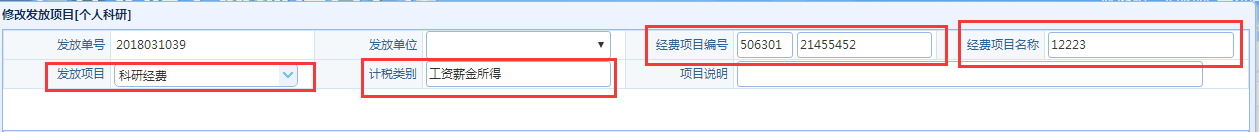 修改发放项目[个人科研]
发放单号 2018031039 发放单位 经费项目编号 506301 21455452 经费项目名称 12223
发放项目 科研经费 计税类别 工资薪金所得 项目说明